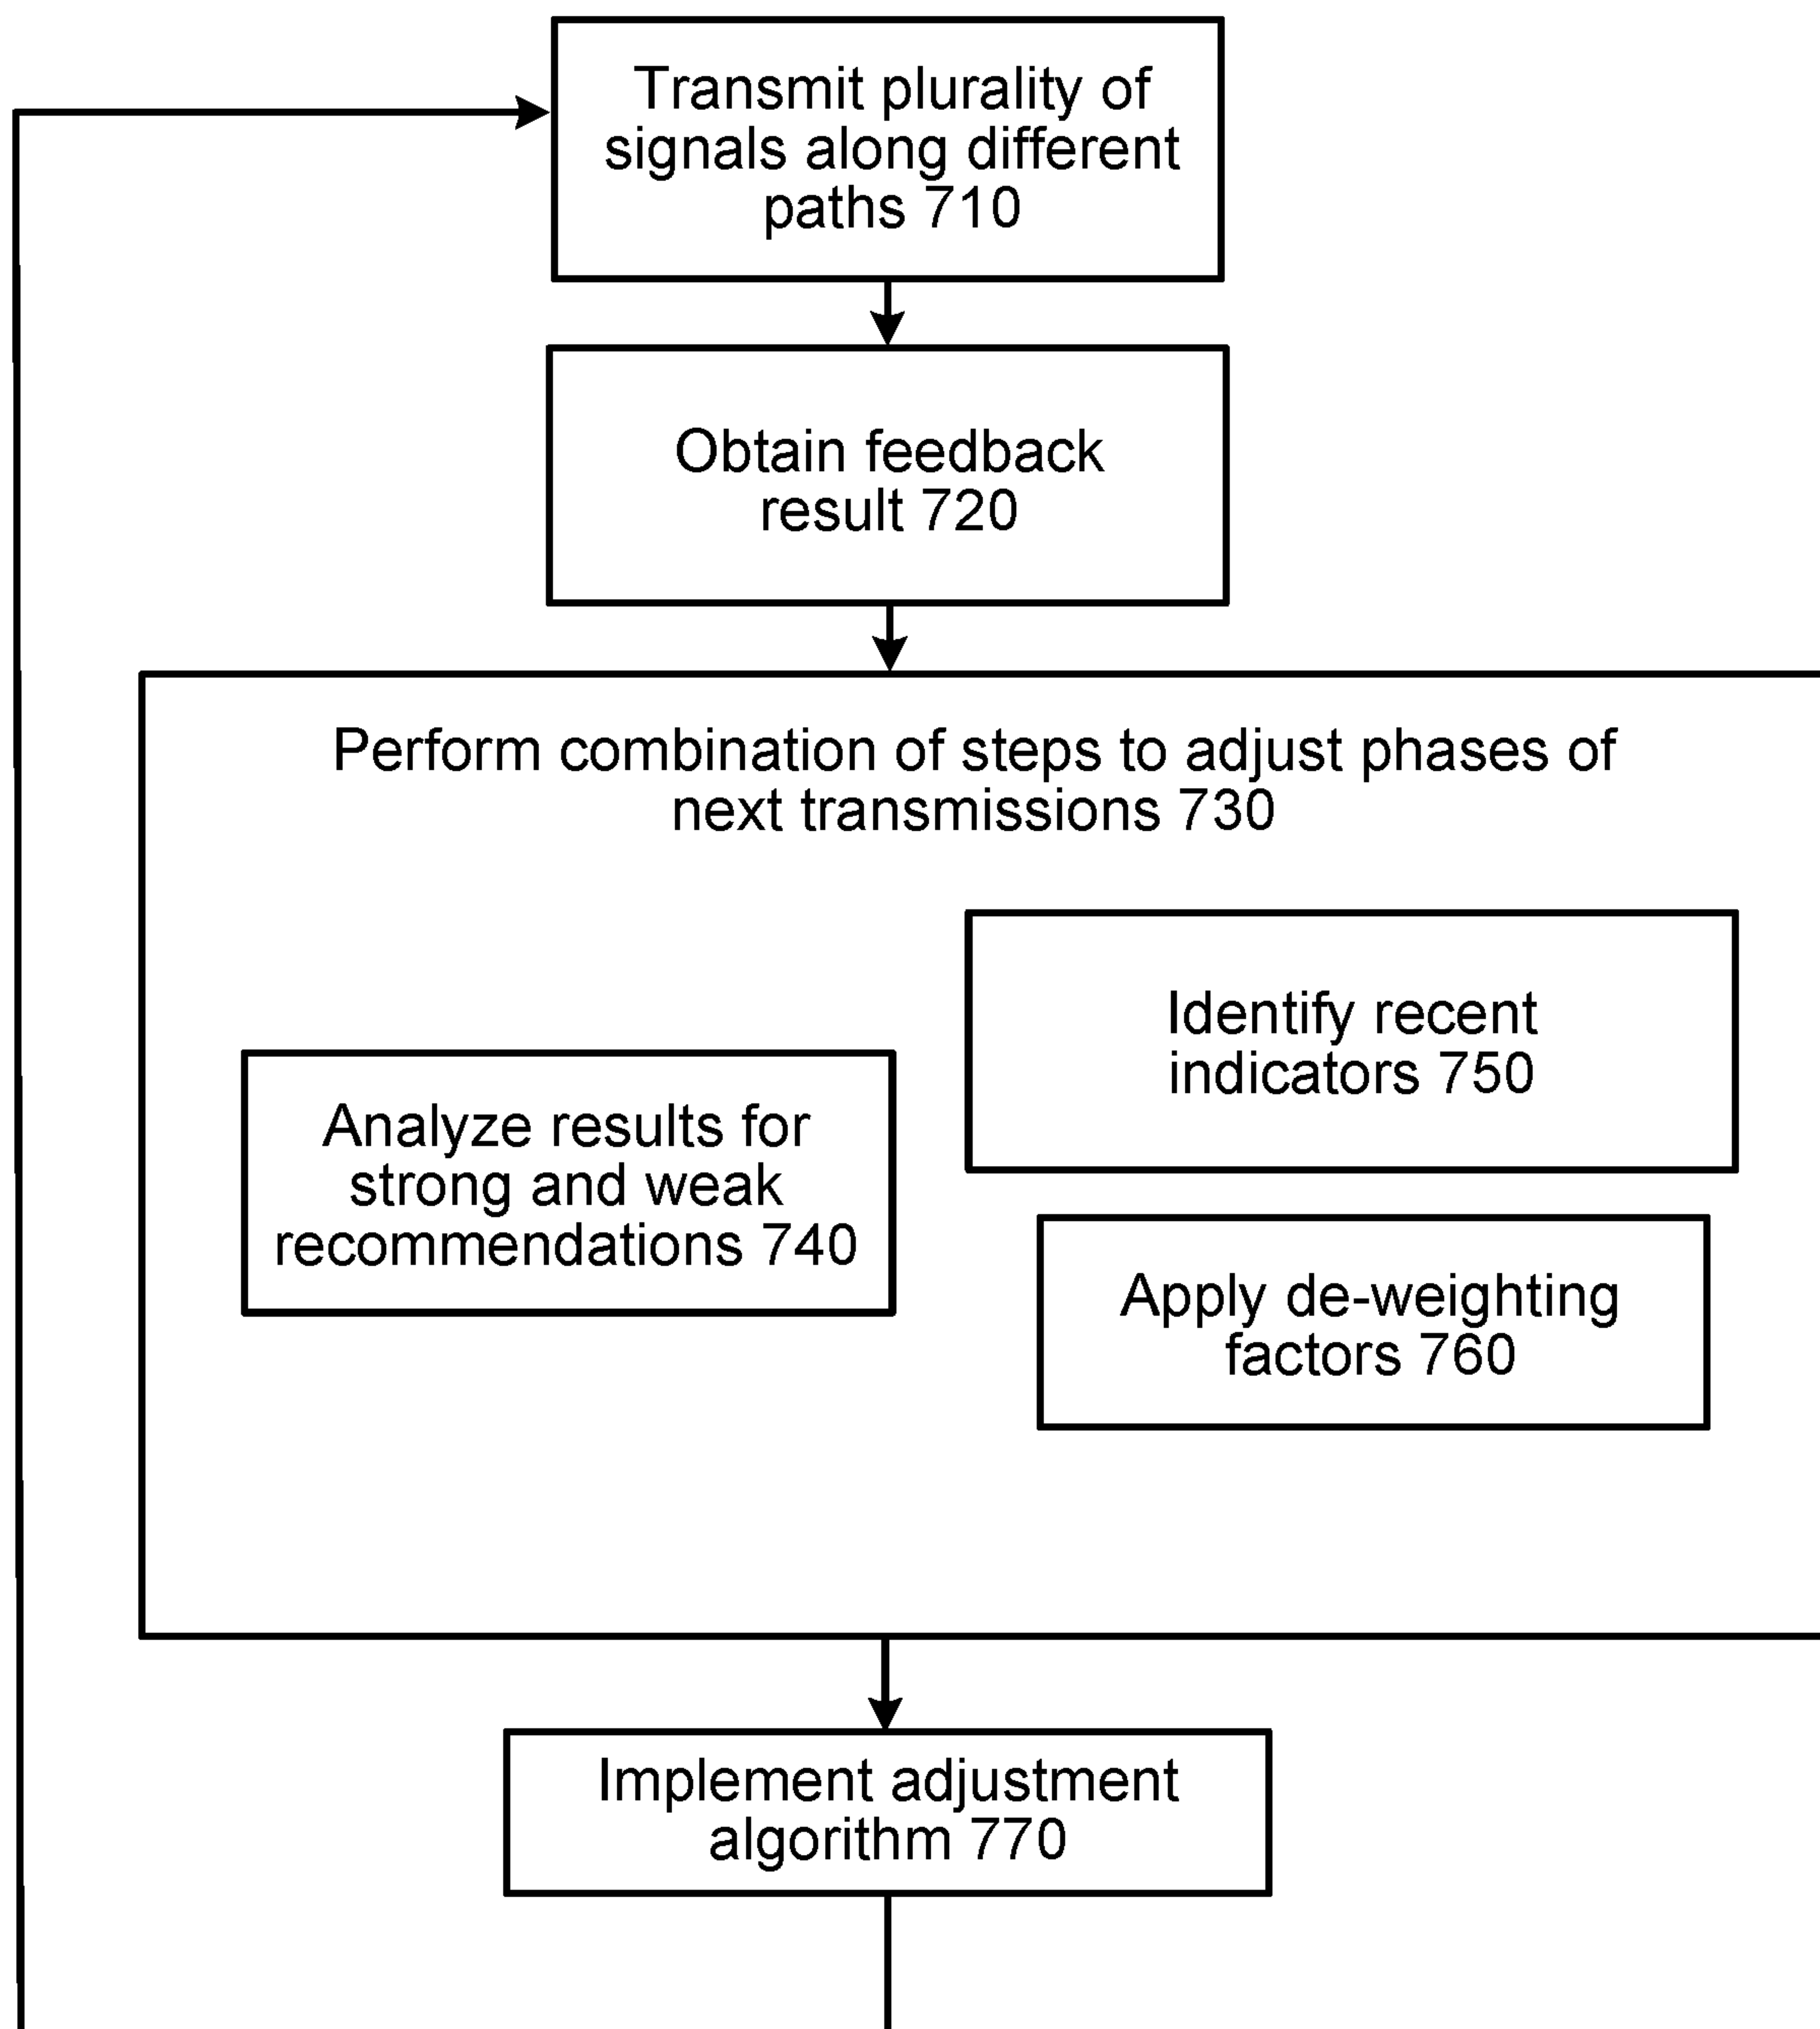 Transmit plurality of
signals along different
paths 710
Obtain feedback
result 720
Perform combination of steps to adjust phases of
next transmissions 730
Analyze results for
strong and weak
recommendations 740
Identify recent
indicators 750
Apply de-weighting
factors 760
Implement adjustment
algorithm 770